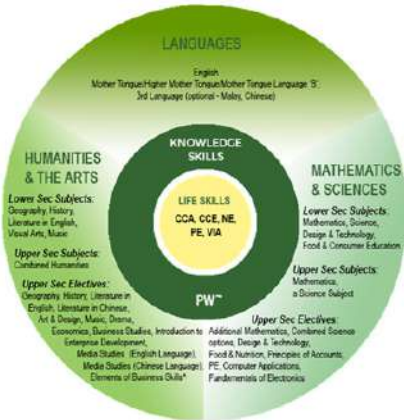 LANGUAGES
English
Mother Tongue/Higher Mother Tongue/Mother Tongue Language 'B',
3rd Language (optional - Malay, Chinese)
KNOWLEDGE
SKILLS
LIFE SKILLS
CCA, CCE, NE,
PE, VIA
PW™
HUMANITIES
& THE ARTS
Lower Sec Subjects:
Geography, History,
Literature in English,
Visual Arts, Music
Upper Sec Subjects:
Combined Humanities
Upper Sec Electives:
Geography, History, Literature in
English, Literature in Chinese,
Art & Design, Music, Drama,
Economics, Business Studies, Introduction to
Enterprise Development,
Media Studies (English Language),
Media Studies (Chinese Language),
Elements of Business Skills*
MATHEMATICS
& SCIENCES
Lower Sec Subjects:
Mathematics, Science,
Design & Technology,
Food & Consumer Education
Upper Sec Subjects:
Mathematics,
a Science Subject
Upper Sec Electives:
Additional Mathematics, Combined Science
options, Design & Technology,
Food & Nutrition, Principles of Accounts,
PE, Computer Applications,
Fundamentals of Electronics